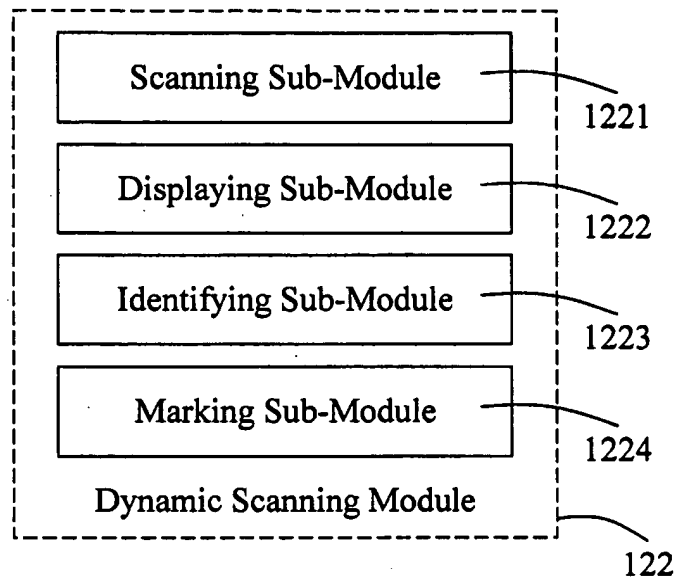 Scanning Sub-Module
1221
Displaying Sub-Module
1222
Identifying Sub-Module
1223
Marking Sub-Module
1224
Dynamic Scanning Module
122